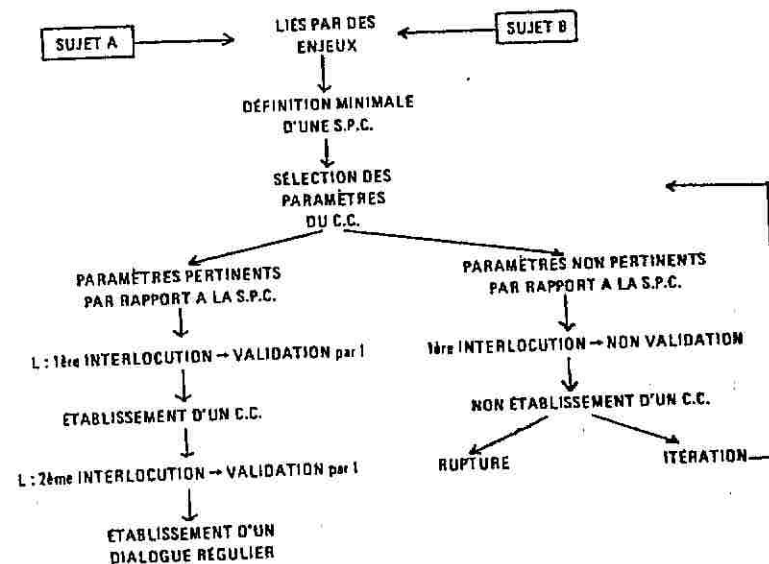 SUJET A
LIÉS PAR DES
ENJEUX
SUJET B
DÉFINITION MINIMALE
D'UNE S.P.C.
SÉLECTION DES
PARAMÈTRES
DU C.C.
PARAMÈTRES PERTINENTS
PAR RAPPORT A LA S.P.C.
L : 1ère INTERLOCUTION → VALIDATION par I
ÉTABLISSEMENT D'UN C.C.
L : 2ème INTERLOCUTION → VALIDATION par I
ÉTABLISSEMENT D'UN
DIALOGUE RÉGULIER
PARAMÈTRES NON PERTINENTS
PAR RAPPORT A LA S.P.C.
1ère INTERLOCUTION → NON VALIDATION
NON ÉTABLISSEMENT D'UN C.C.
RUPTURE
ITÉRATION